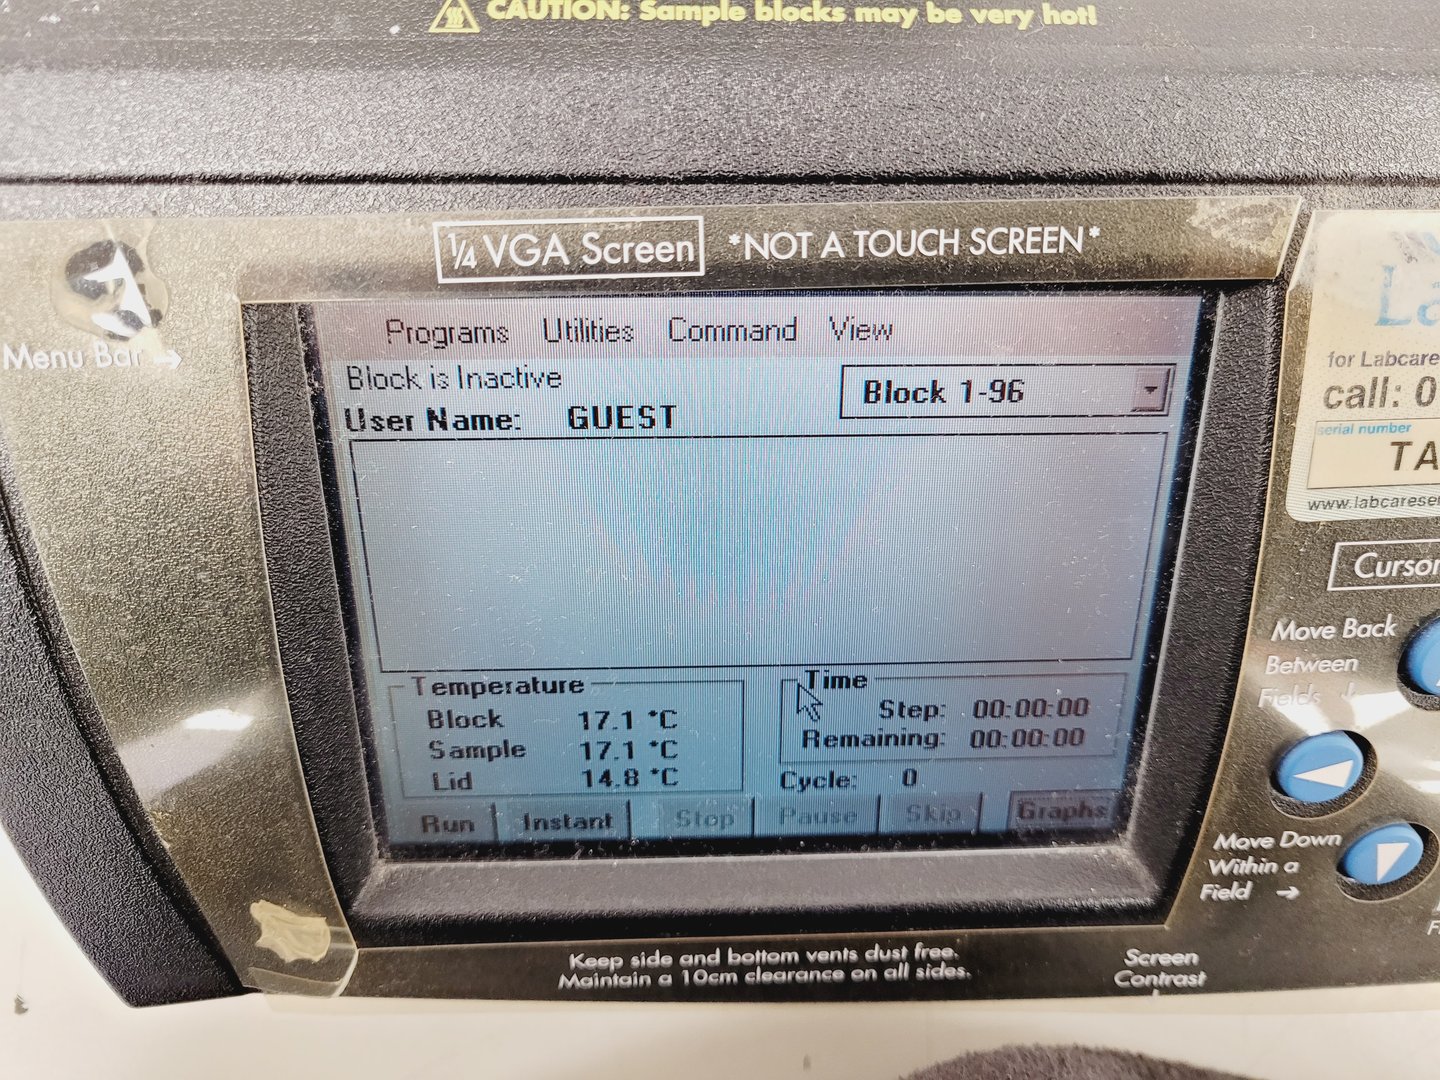 CAUTION: Sample blocks may be very hot!
1/4 VGA Screen *NOT A TOUCH SCREEN*
Menu Bar →
Programs Utilities Command View
Block is Inactive
Block 1-96
User Name: GUEST
Temperature
Block 17.1 °C
Sample 17.1 °C
Lid 14.8 °C
Time
Step: 00:00:00
Remaining: 00:00:00
Cycle: 0
Run Instant Stop Pause Skip Graphs
Keep side and bottom vents dust free.
Maintain a 10cm clearance on all sides.
Screen
Contrast
for Labcare
call: 0
serial number
TA
www.labcareser
Cursor
Move Back
Between
Fields
Move Down
Within a
Field →